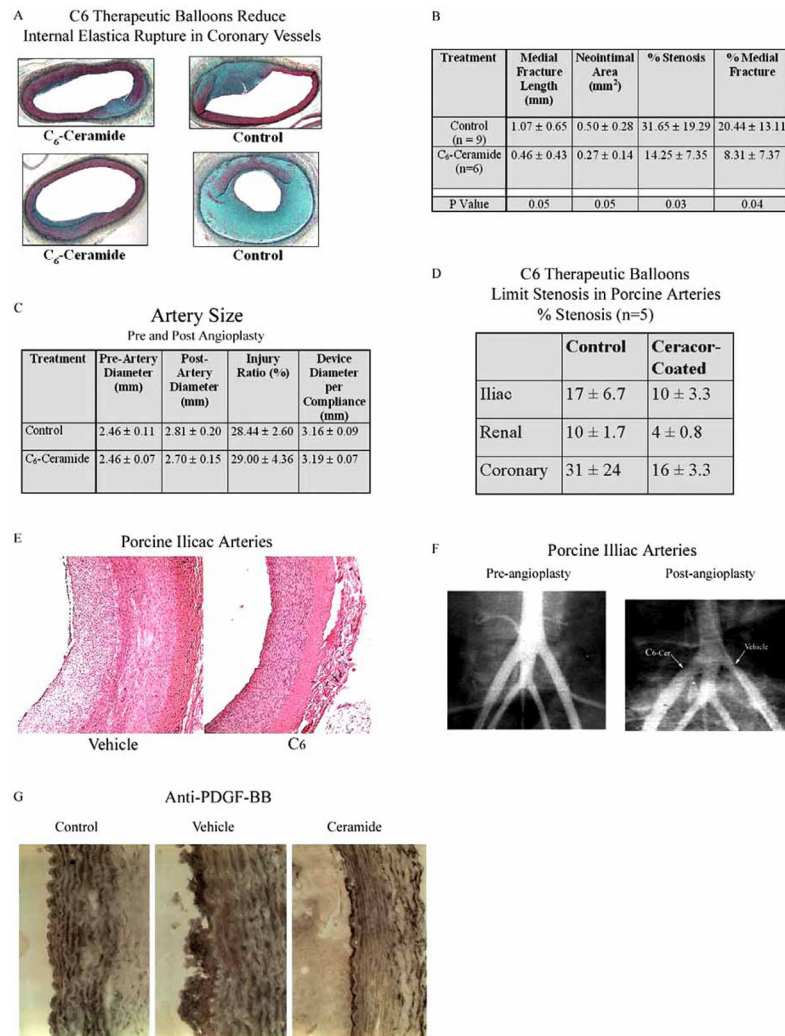 A
C6 Therapeutic Balloons Reduce
Internal Elastica Rupture in Coronary Vessels
C6-Ceramide
Control
C6-Ceramide
Control
B
Treatment Medial Fracture Length (mm) Neointimal Area (mm²) % Stenosis % Medial Fracture
Control (n = 9) 1.07 ± 0.65 0.50 ± 0.28 31.65 ± 19.29 20.44 ± 13.11
C6-Ceramide (n=6) 0.46 ± 0.43 0.27 ± 0.14 14.25 ± 7.35 8.31 ± 7.37
P Value 0.05 0.05 0.03 0.04
C
Artery Size
Pre and Post Angioplasty
Treatment Pre-Artery Diameter (mm) Post-Artery Diameter (mm) Injury Ratio (%) Device Diameter per Compliance (mm)
Control 2.46 ± 0.11 2.81 ± 0.20 28.44 ± 2.60 3.16 ± 0.09
C6-Ceramide 2.46 ± 0.07 2.70 ± 0.15 29.00 ± 4.36 3.19 ± 0.07
D
C6 Therapeutic Balloons
Limit Stenosis in Porcine Arteries
% Stenosis (n=5)
Control Ceracor-Coated
Iliac 17 ± 6.7 10 ± 3.3
Renal 10 ± 1.7 4 ± 0.8
Coronary 31 ± 24 16 ± 3.3
E
Porcine Ilicac Arteries
Vehicle
C6
F
Porcine Illiac Arteries
Pre-angioplasty
Post-angioplasty
C6-Cer
Vehicle
G
Anti-PDGF-BB
Control
Vehicle
Ceramide